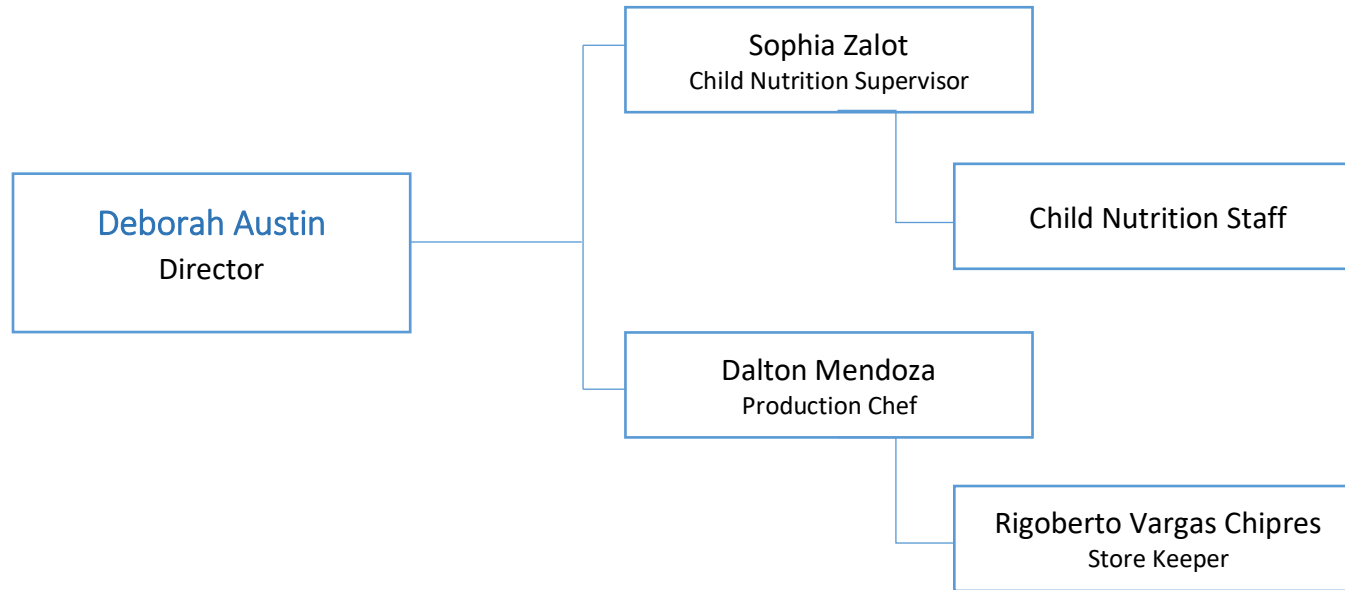 Sophia Zalot
Child Nutrition Supervisor
Child Nutrition Staff
Deborah Austin
Director
Dalton Mendoza
Production Chef
Rigoberto Vargas Chipres
Store Keeper